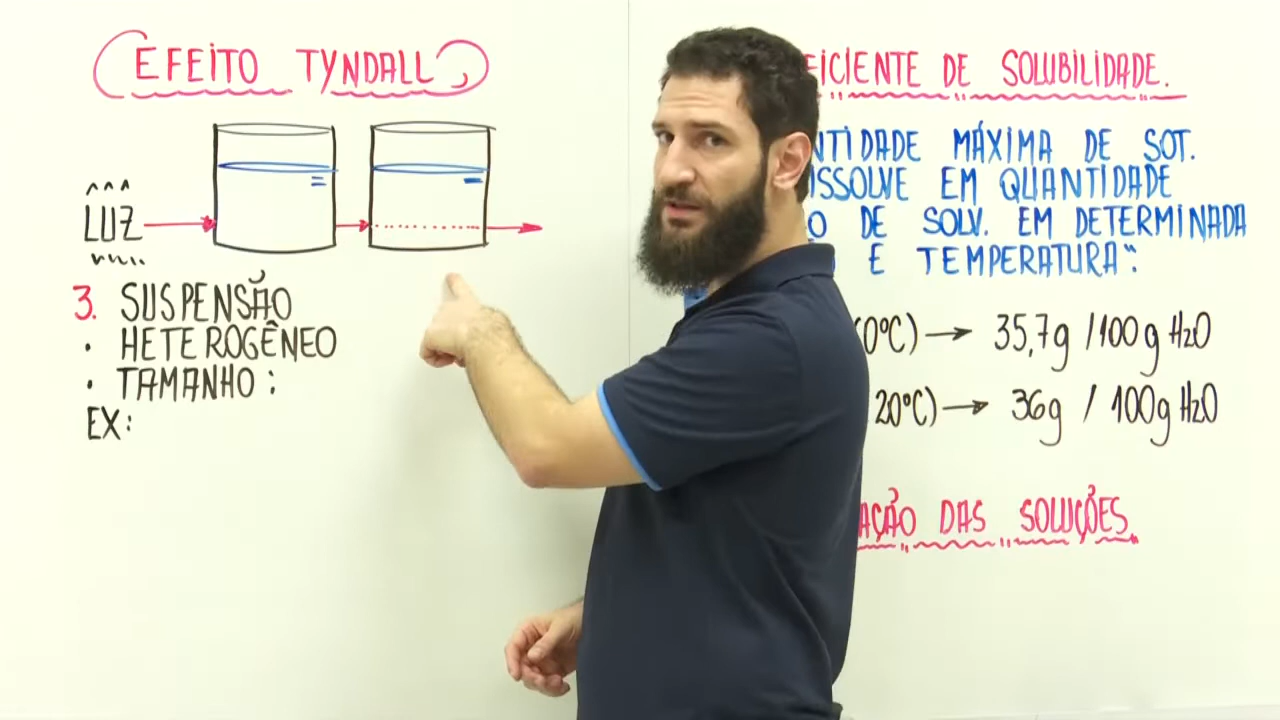 EFEITO TYNDALL
LUZ
3. SUSPENSÃO
• HETEROGÊNEO
• TAMANHO:
EX:
FICIENTE DE SOLUBILIDADE.
NTIDADE MÁXIMA DE SOT.
ISSOLVE EM QUANTIDADE
O DE SOLV. EM DETERMINADA
E TEMPERATURA".
(0°C) → 35,7g /100g H2O
20°C) → 36g / 100g H2O
AÇÃO DAS SOLUÇÕES